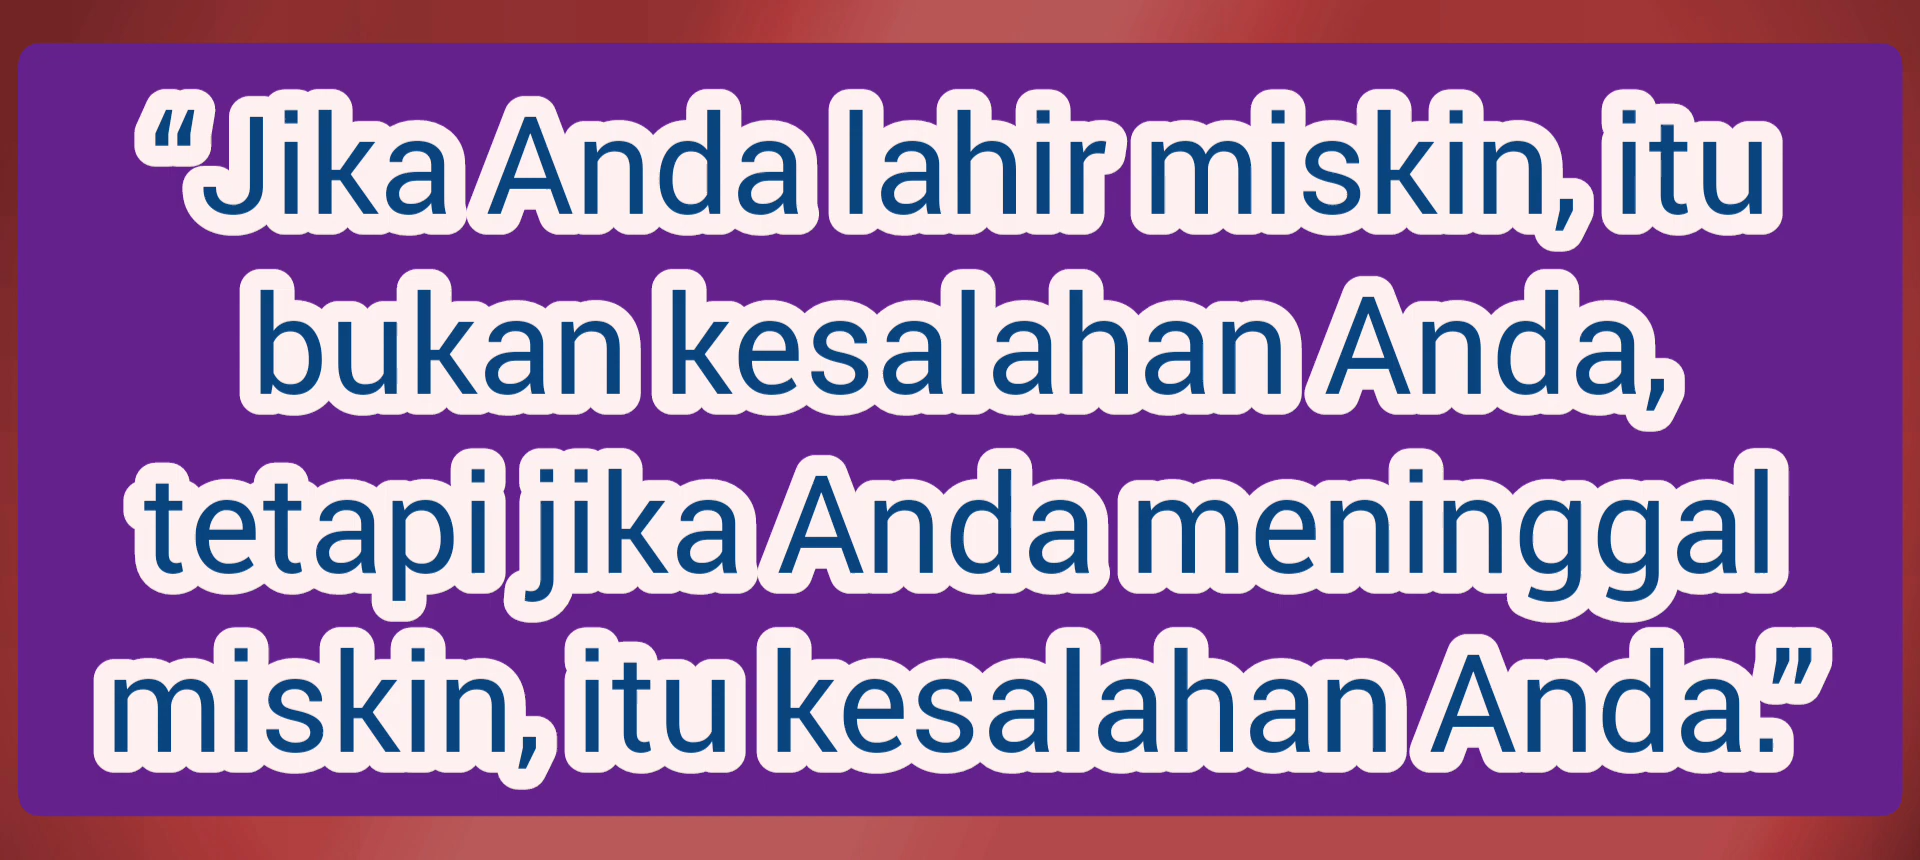 “Jika Anda lahir miskin, itu
bukan kesalahan Anda,
tetapi jika Anda meninggal
miskin, itu kesalahan Anda.”